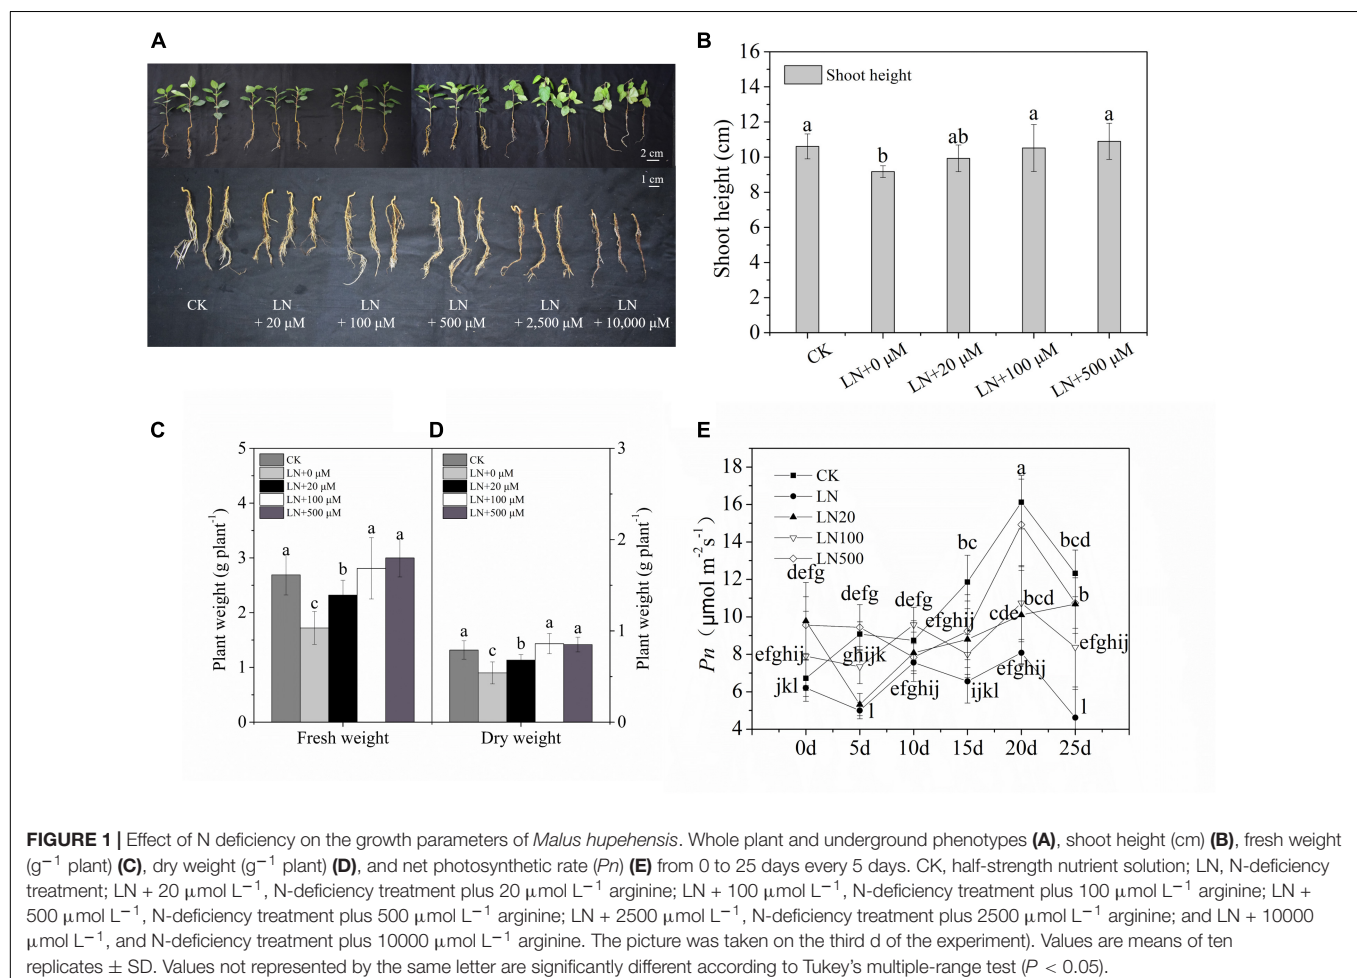 A
2 cm
1 cm
CK
LN
+ 20 µM
LN
+ 100 µM
LN
+ 500 µM
LN
+ 2,500 µM
LN
+ 10,000 µM
B
Shoot height
Shoot height (cm)
16
14
12
10
8
6
4
2
0
a
b
ab
a
a
CK
LN+0 µM
LN+20 µM
LN+100 µM
LN+500 µM
C
Plant weight (g plant⁻¹)
5
4
3
2
1
0
CK
LN+0 µM
LN+20 µM
LN+100 µM
LN+500 µM
a
c
b
a
a
Fresh weight
D
CK
LN+0 µM
LN+20 µM
LN+100 µM
LN+500 µM
a
c
b
a
a
Dry weight
3
2
1
0
Plant weight (g plant⁻¹)
E
Pn (µmol m⁻²s⁻¹)
18
16
14
12
10
8
6
4
CK
LN
LN20
LN100
LN500
defg
efghij
jkl
defg
ghijk
l
defg
efghij
bc
efghij
ijkl
a
cde
bcd
efghij
bcd
b
efghij
l
0d
5d
10d
15d
20d
25d
FIGURE 1 | Effect of N deficiency on the growth parameters of Malus hupehensis. Whole plant and underground phenotypes (A), shoot height (cm) (B), fresh weight
(g⁻¹ plant) (C), dry weight (g⁻¹ plant) (D), and net photosynthetic rate (Pn) (E) from 0 to 25 days every 5 days. CK, half-strength nutrient solution; LN, N-deficiency
treatment; LN + 20 µmol L⁻¹, N-deficiency treatment plus 20 µmol L⁻¹ arginine; LN + 100 µmol L⁻¹, N-deficiency treatment plus 100 µmol L⁻¹ arginine; LN +
500 µmol L⁻¹, N-deficiency treatment plus 500 µmol L⁻¹ arginine; LN + 2500 µmol L⁻¹, N-deficiency treatment plus 2500 µmol L⁻¹ arginine; and LN + 10000
µmol L⁻¹, and N-deficiency treatment plus 10000 µmol L⁻¹ arginine. The picture was taken on the third d of the experiment). Values are means of ten
replicates ± SD. Values not represented by the same letter are significantly different according to Tukey's multiple-range test (P < 0.05).